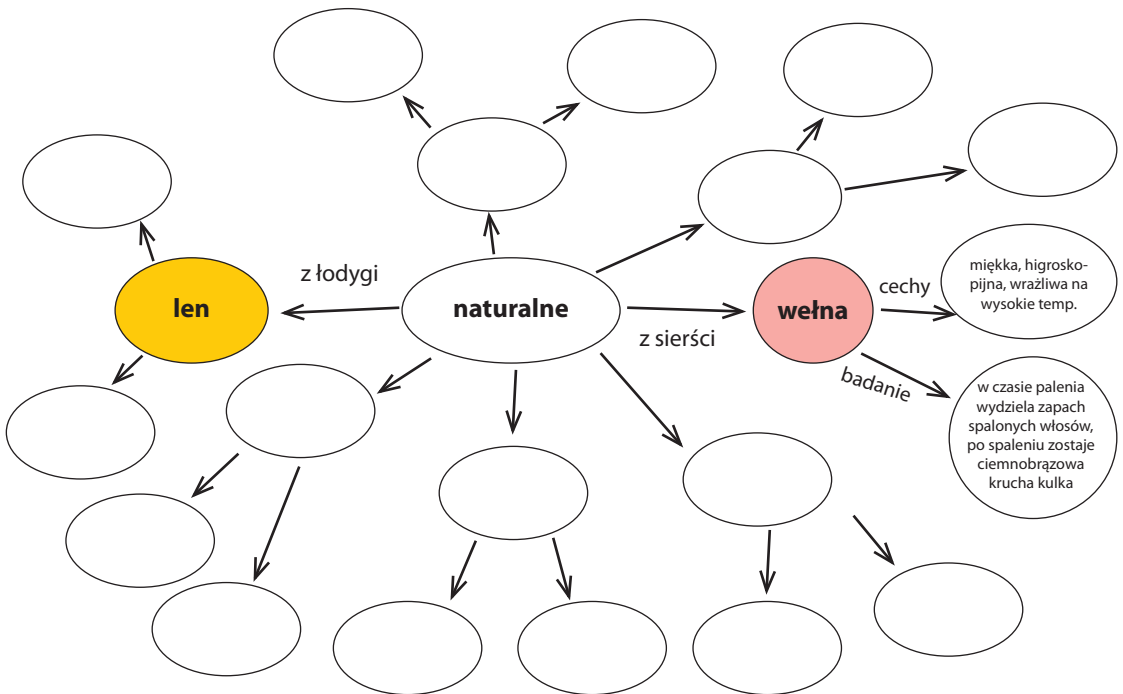 z łodygi
len
naturalne
z sierści
wełna
cechy
miękka, higrosko-
pijna, wrażliwa na
wysokie temp.
badanie
w czasie palenia
wydziela zapach
spalonych włosów,
po spaleniu zostaje
ciemnobrązowa
krucha kulka